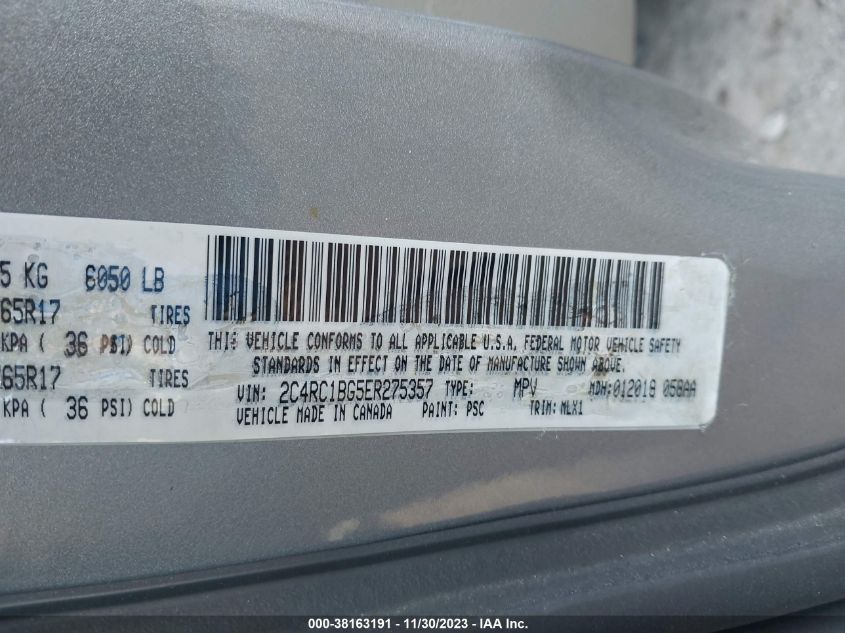 5 KG 6050 LB
65R17 TIRES
KPA ( 36 PSI) COLD
65R17 TIRES
KPA ( 36 PSI) COLD
THIS VEHICLE CONFORMS TO ALL APPLICABLE U.S.A. FEDERAL MOTOR VEHICLE SAFETY
STANDARDS IN EFFECT ON THE DATE OF MANUFACTURE SHOWN ABOVE.
VIN: 2C4RC1BG5ER275357 TYPE: MPV MDH:012018 058AA
VEHICLE MADE IN CANADA PAINT: PSC TRIM: MLX1
000-38163191 - 11/30/2023 - IAA Inc.